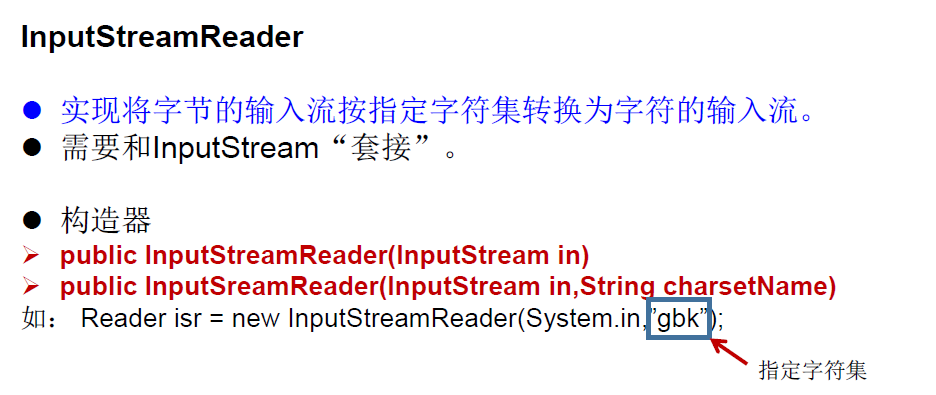 InputStreamReader
● 实现将字节的输入流按指定字符集转换为字符的输入流。
● 需要和InputStream“套接”。
● 构造器
➢ public InputStreamReader(InputStream in)
➢ public InputSreamReader(InputStream in,String charsetName)
如： Reader isr = new InputStreamReader(System.in,”gbk”);
指定字符集